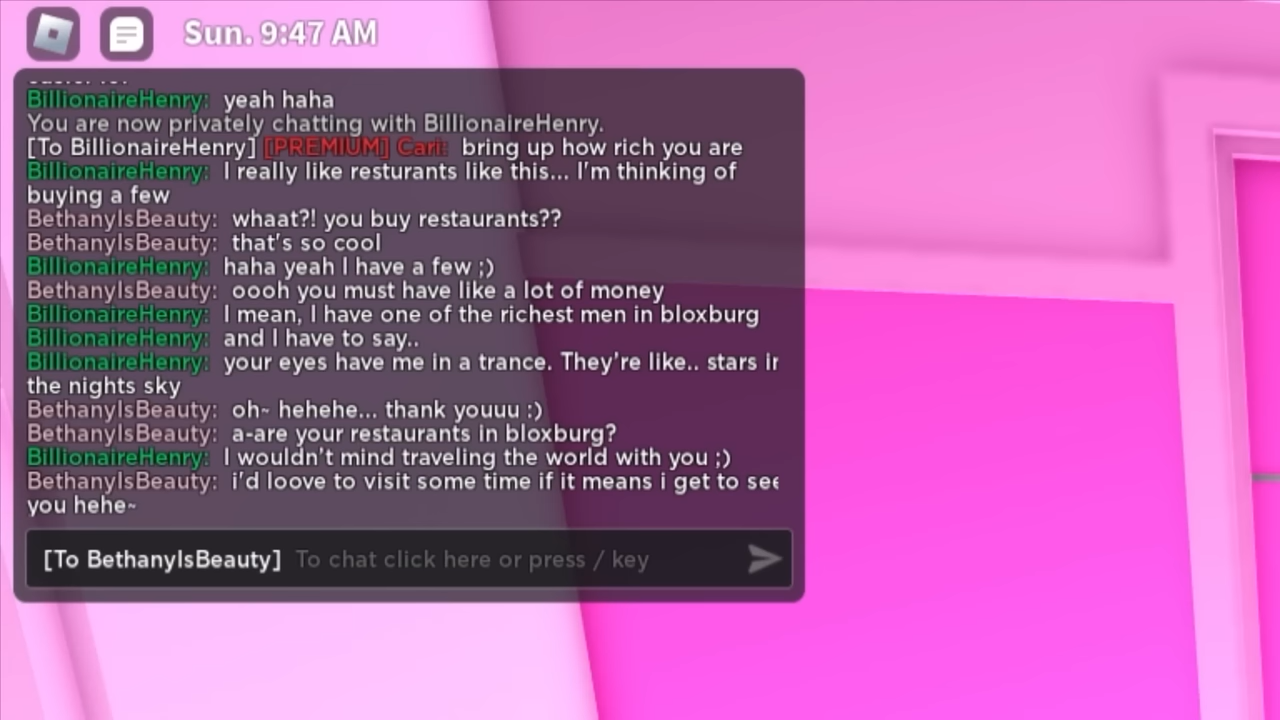 Sun. 9:47 AM
BillionaireHenry: yeah haha
You are now privately chatting with BillionaireHenry.
[To BillionaireHenry] [PREMIUM] Cari: bring up how rich you are
BillionaireHenry: I really like resturants like this... I'm thinking of
buying a few
BethanyIsBeauty: whaat?! you buy restaurants??
BethanyIsBeauty: that's so cool
BillionaireHenry: haha yeah I have a few ;)
BethanyIsBeauty: oooh you must have like a lot of money
BillionaireHenry: I mean, I have one of the richest men in bloxburg
BillionaireHenry: and I have to say..
BillionaireHenry: your eyes have me in a trance. They're like.. stars in
the nights sky
BethanyIsBeauty: oh~ hehehe... thank youuu :)
BethanyIsBeauty: a-are your restaurants in bloxburg?
BillionaireHenry: I wouldn't mind traveling the world with you ;)
BethanyIsBeauty: i'd loove to visit some time if it means i get to see
you hehe~
[To BethanyIsBeauty] To chat click here or press / key